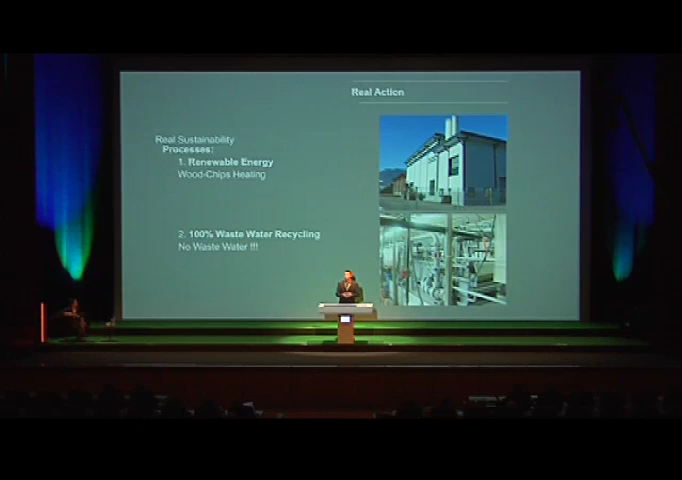 Real Action
Real Sustainability
Processes:
1. Renewable Energy
Wood-Chips Heating
2. 100% Waste Water Recycling
No Waste Water !!!